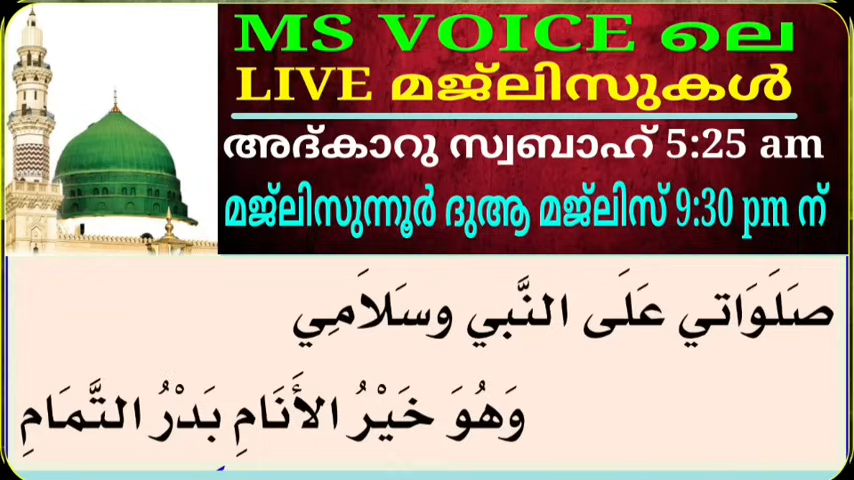 MS VOICE ലെ
LIVE മജ്ലിസുകൾ
അദ്കാറു സ്വബാഹ് 5:25 am
മജ്ലിസുന്നൂർ ദുആ മജ്ലിസ് 9:30 pm ന്
صَلَوَاتي عَلَى النَّبي وسَلَامِي
وَهُوَ خَيْرُ الأَنَامِ بَدْرُ التَّمَامِ